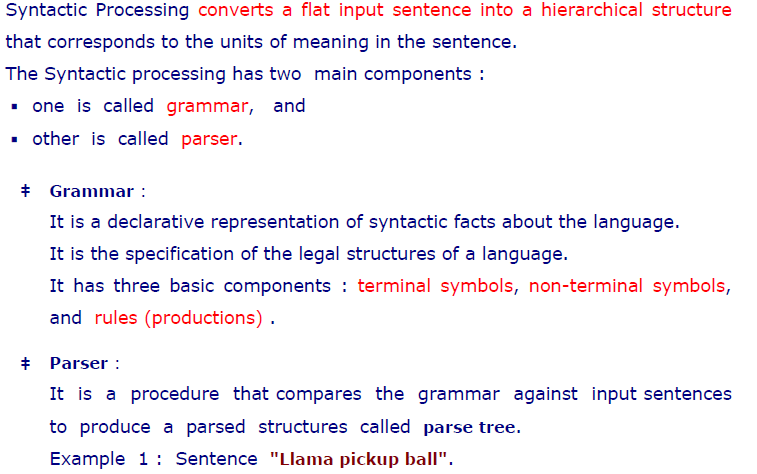 Syntactic Processing converts a flat input sentence into a hierarchical structure
that corresponds to the units of meaning in the sentence.
The Syntactic processing has two main components :
▪ one is called grammar, and
▪ other is called parser.
ǂ Grammar :
It is a declarative representation of syntactic facts about the language.
It is the specification of the legal structures of a language.
It has three basic components : terminal symbols, non-terminal symbols,
and rules (productions) .
ǂ Parser :
It is a procedure that compares the grammar against input sentences
to produce a parsed structures called parse tree.
Example 1 : Sentence "Llama pickup ball".